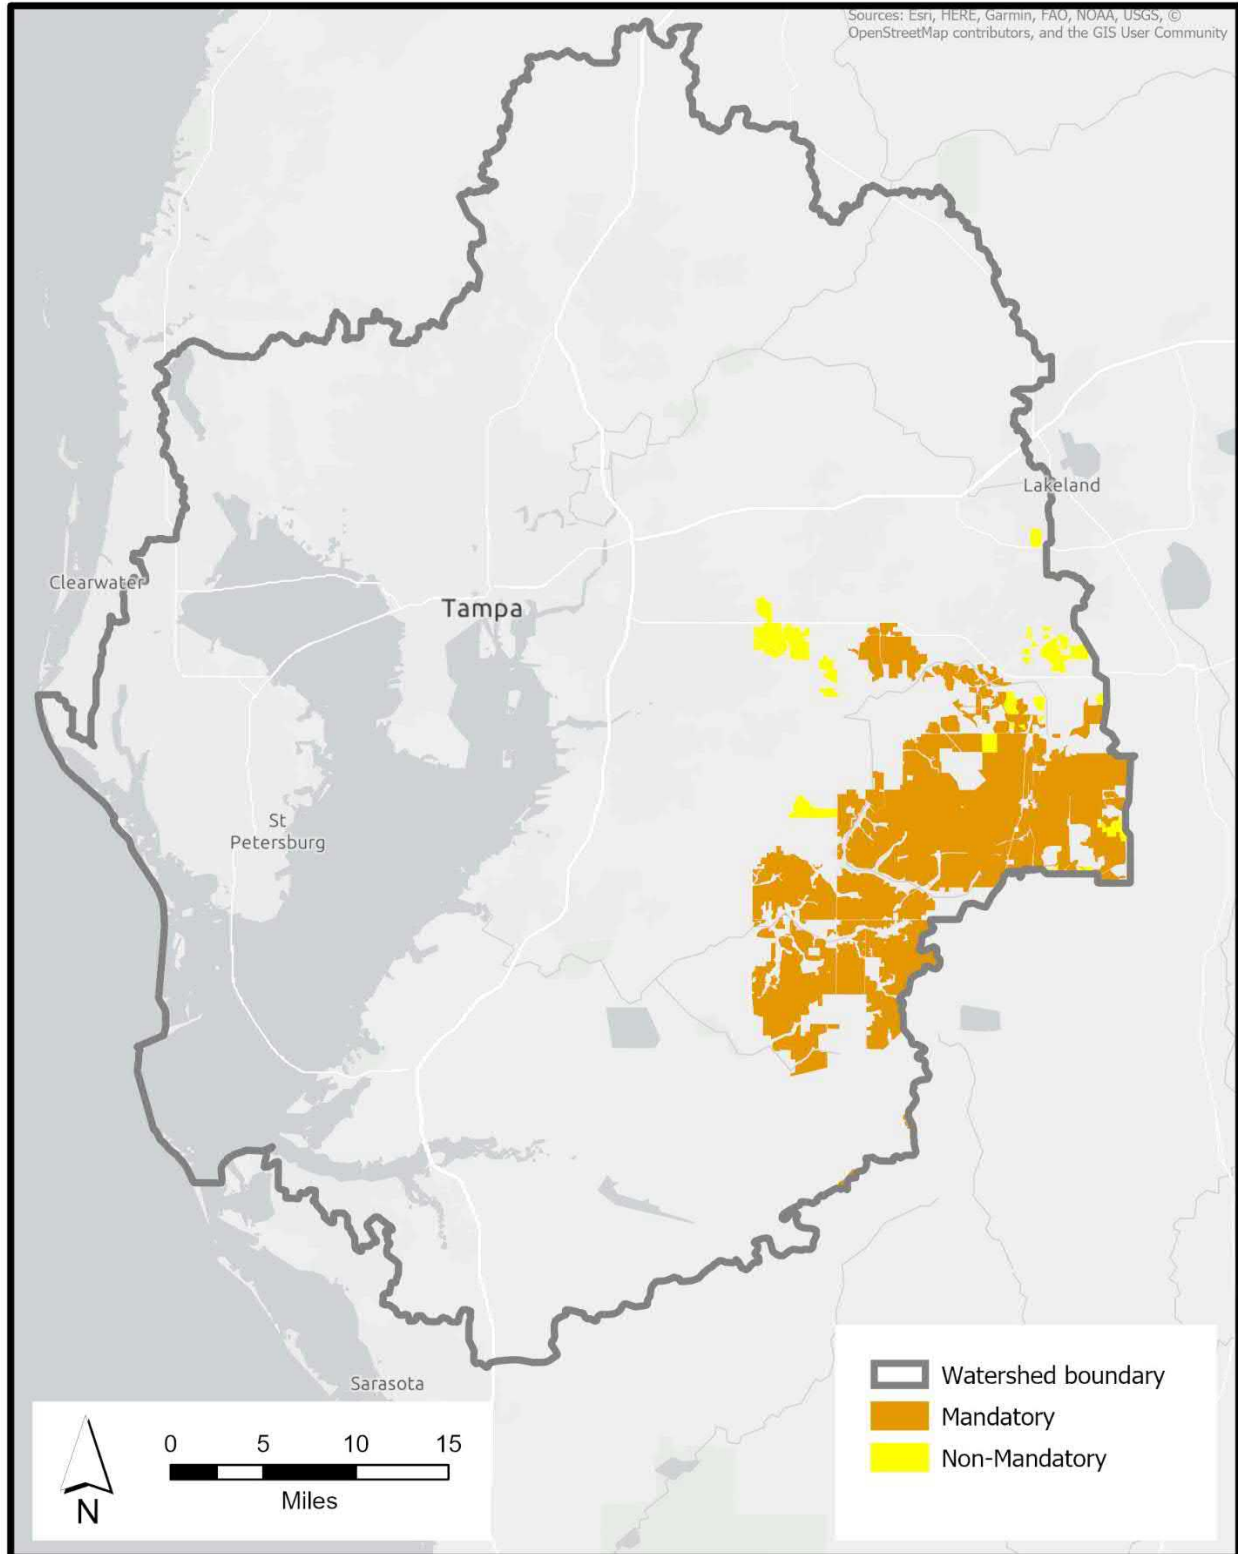 Sources: Esri, HERE, Garmin, FAO, NOAA, USGS, ©
OpenStreetMap contributors, and the GIS User Community
Lakeland
Clearwater
Tampa
St
Petersburg
Sarasota
N
0 5 10 15
Miles
Watershed boundary
Mandatory
Non-Mandatory